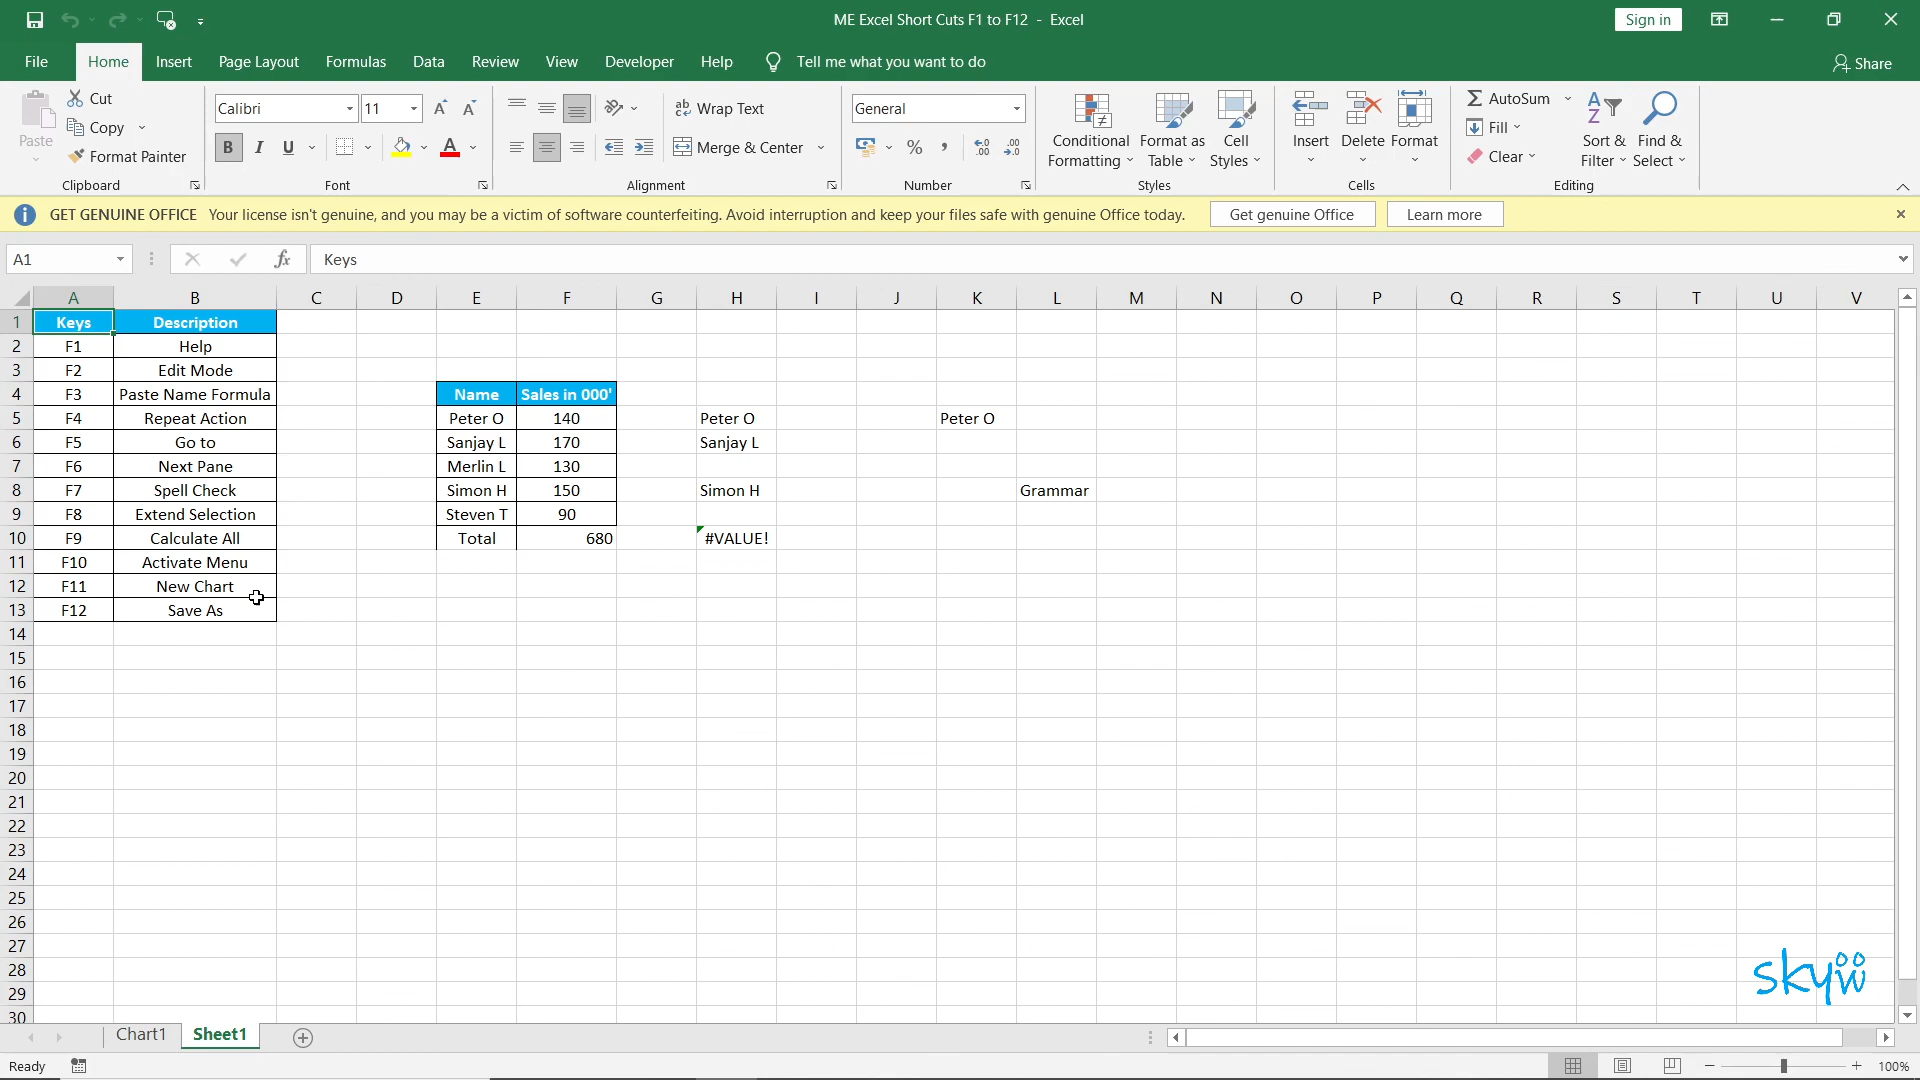 ME Excel Short Cuts F1 to F12 - Excel
Sign in
File Home Insert Page Layout Formulas Data Review View Developer Help Tell me what you want to do Share
Paste
Cut
Copy
Format Painter
Clipboard
Calibri 11
B I U
Font
ab Wrap Text
Merge & Center
Alignment
General
%
Number
Conditional Formatting
Format as Table
Cell Styles
Styles
Insert
Delete
Format
Cells
AutoSum
Fill
Clear
Sort & Filter
Find & Select
Editing
GET GENUINE OFFICE Your license isn't genuine, and you may be a victim of software counterfeiting. Avoid interruption and keep your files safe with genuine Office today. Get genuine Office Learn more
A1 fx Keys
A B C D E F G H I J K L M N O P Q R S T U V
1 Keys Description
2 F1 Help
3 F2 Edit Mode
4 F3 Paste Name Formula Name Sales in 000'
5 F4 Repeat Action Peter O 140 Peter O Peter O
6 F5 Go to Sanjay L 170 Sanjay L
7 F6 Next Pane Merlin L 130
8 F7 Spell Check Simon H 150 Simon H Grammar
9 F8 Extend Selection Steven T 90
10 F9 Calculate All Total 680 #VALUE!
11 F10 Activate Menu
12 F11 New Chart
13 F12 Save As
14
15
16
17
18
19
20
21
22
23
24
25
26
27
28
29
30
skyw
Chart1 Sheet1
Ready 100%